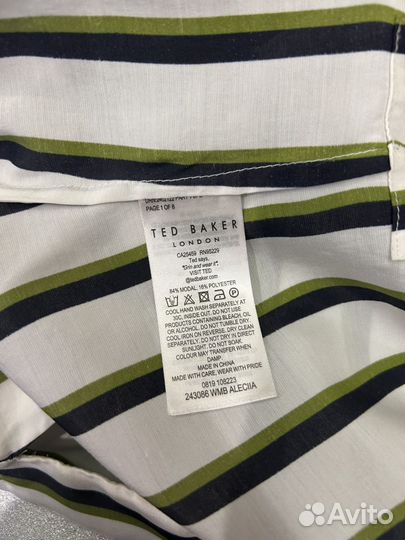 PAGE 1 OF 8
TED BAKER
LONDON
CA25459 RN95229
Ted says,
"Grin and wear it".
VISIT TED
@tedbaker.com
84% MODAL, 16% POLYESTER
COOL HAND WASH SEPARATELY AT
30C, INSIDE OUT. DO NOT USE
PRODUCTS CONTAINING BLEACH, OIL
OR ALCOHOL. DO NOT TUMBLE DRY.
COOL IRON ON REVERSE. DRY CLEAN
INSIDE OUT. DO NOT DRY IN DIRECT
SUNLIGHT. DO NOT SOAK.
COLOUR MAY TRANSFER WHEN
DAMP.
MADE IN CHINA
MADE WITH CARE, WEAR WITH PRIDE
0819 108223
243086 WMB ALECIIA
Avito